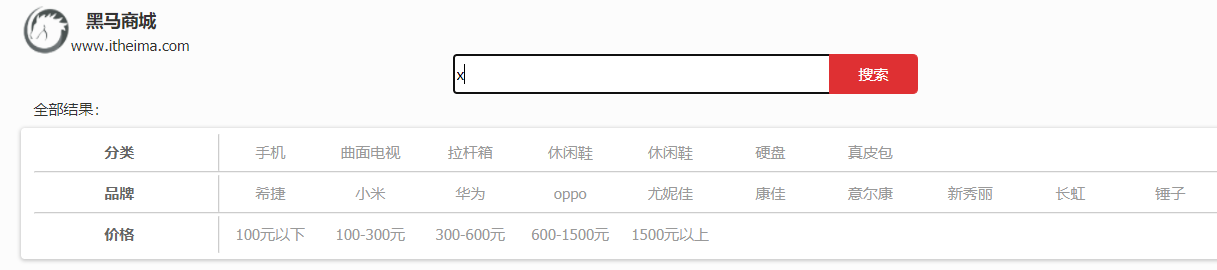 黑马商城
www.itheima.com
x
搜索
全部结果：
分类 手机 曲面电视 拉杆箱 休闲鞋 休闲鞋 硬盘 真皮包
品牌 希捷 小米 华为 oppo 尤妮佳 康佳 意尔康 新秀丽 长虹 锤子
价格 100元以下 100-300元 300-600元 600-1500元 1500元以上